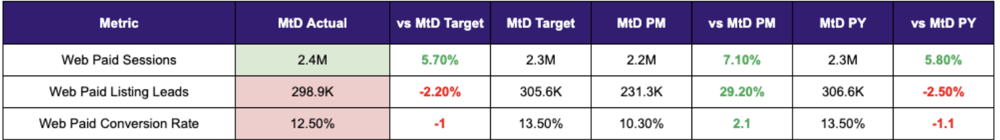 Metric MtD Actual vs MtD Target MtD Target MtD PM vs MtD PM MtD PY vs MtD PY
Web Paid Sessions 2.4M 5.70% 2.3M 2.2M 7.10% 2.3M 5.80%
Web Paid Listing Leads 298.9K -2.20% 305.6K 231.3K 29.20% 306.6K -2.50%
Web Paid Conversion Rate 12.50% -1 13.50% 10.30% 2.1 13.50% -1.1